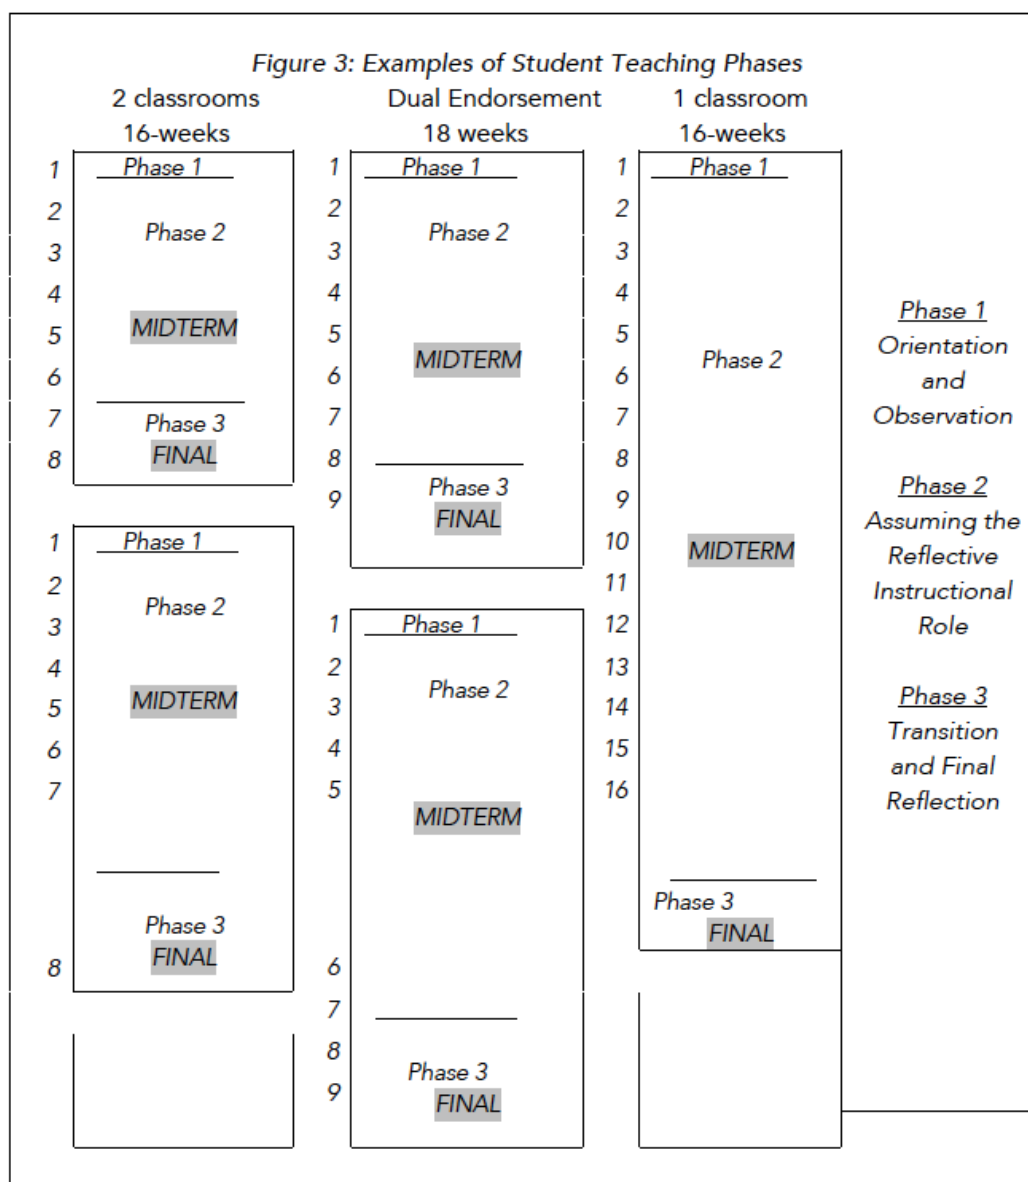 Figure 3: Examples of Student Teaching Phases
2 classrooms
16-weeks
1
Phase 1
2
Phase 2
3
4
MIDTERM
5
6
7
Phase 3
8
FINAL
1
Phase 1
2
Phase 2
3
4
MIDTERM
5
6
7
Phase 3
FINAL
8
Dual Endorsement
18 weeks
1
Phase 1
2
Phase 2
3
4
5
MIDTERM
6
7
8
Phase 3
9
FINAL
1
Phase 1
2
Phase 2
3
4
5
MIDTERM
6
7
8
Phase 3
9
FINAL
1 classroom
16-weeks
1
Phase 1
2
3
4
5
Phase 2
6
7
8
9
10
MIDTERM
11
12
13
14
15
16
Phase 3
FINAL
Phase 1
Orientation
and
Observation
Phase 2
Assuming the
Reflective
Instructional
Role
Phase 3
Transition
and Final
Reflection